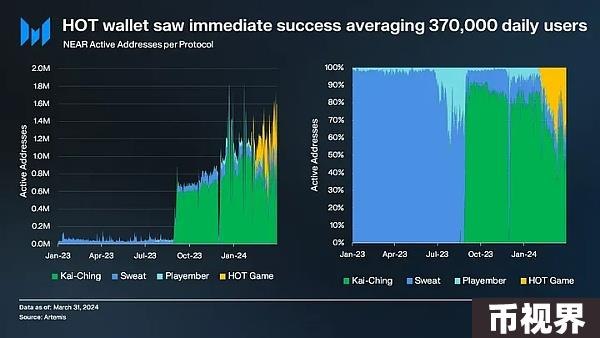 HOT wallet saw immediate success averaging 370,000 daily users
NEAR Active Addresses per Protocol
Active Addresses
2.0M
1.8M
1.6M
1.4M
1.2M
1.0M
0.8M
0.6M
0.4M
0.2M
0.0M
Jan-23 Apr-23 Jul-23 Oct-23 Jan-24
Kai-Ching Sweat Playember HOT Game
Active Addresses
100%
90%
80%
70%
60%
50%
40%
30%
20%
10%
0%
Jan-23 Apr-23 Jul-23 Oct-23 Jan-24
Kai-Ching Sweat Playember HOT Game
Data as of: March 31, 2024
Source: Artemis
币视界